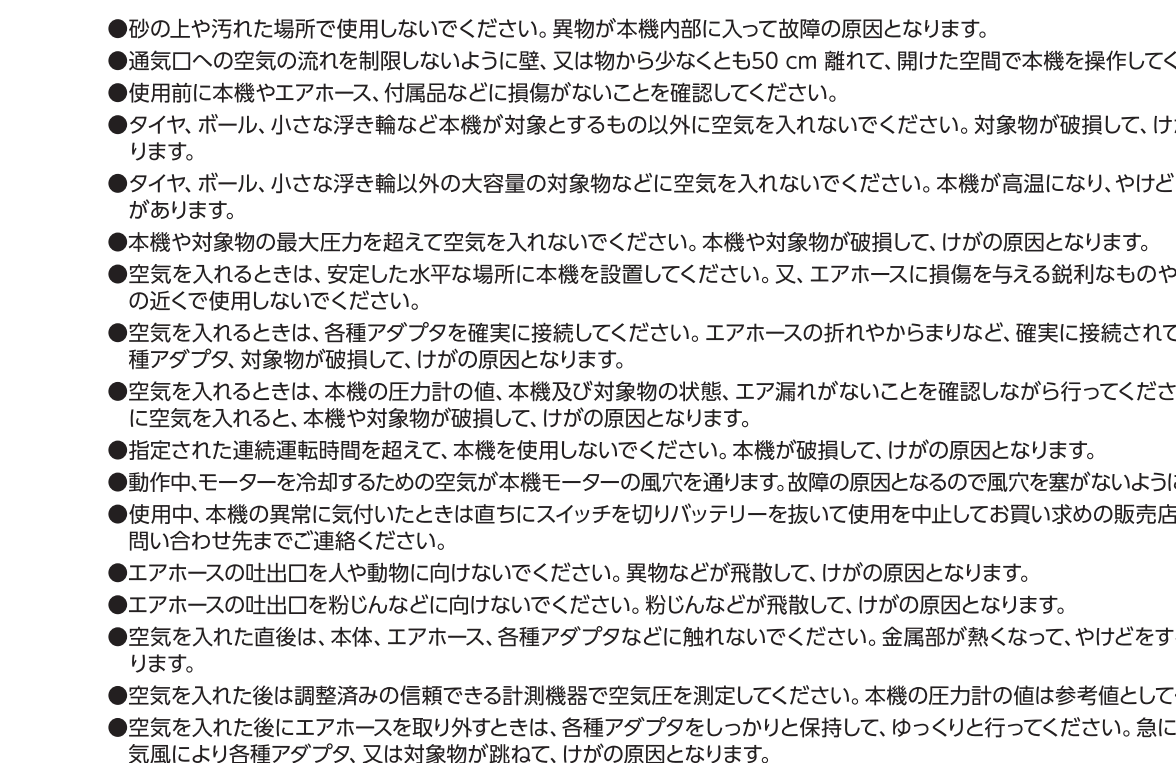 ●砂の上や汚れた場所で使用しないでください。異物が本機内部に入って故障の原因となります。
●通気口への空気の流れを制限しないように壁、又は物から少なくとも50 cm 離れて、開けた空間で本機を操作してく
●使用前に本機やエアホース、付属品などに損傷がないことを確認してください。
●タイヤ、ボール、小さな浮き輪など本機が対象とするもの以外に空気を入れないでください。対象物が破損して、け
ります。
●タイヤ、ボール、小さな浮き輪以外の大容量の対象物などに空気を入れないでください。本機が高温になり、やけど
があります。
●本機や対象物の最大圧力を超えて空気を入れないでください。本機や対象物が破損して、けがの原因となります。
●空気を入れるときは、安定した水平な場所に本機を設置してください。又、エアホースに損傷を与える鋭利なものや
の近くで使用しないでください。
●空気を入れるときは、各種アダプタを確実に接続してください。エアホースの折れやからまりなど、確実に接続されて
種アダプタ、対象物が破損して、けがの原因となります。
●空気を入れるときは、本機の圧力計の値、本機及び対象物の状態、エア漏れがないことを確認しながら行ってくださ
に空気を入れると、本機や対象物が破損して、けがの原因となります。
●指定された連続運転時間を超えて、本機を使用しないでください。本機が破損して、けがの原因となります。
●動作中、モーターを冷却するための空気が本機モーターの風穴を通ります。故障の原因となるので風穴を塞がないように
●使用中、本機の異常に気付いたときは直ちにスイッチを切りバッテリーを抜いて使用を中止してお買い求めの販売店
問い合わせ先までご連絡ください。
●エアホースの吐出口を人や動物に向けないでください。異物などが飛散して、けがの原因となります。
●エアホースの吐出口を粉じんなどに向けないでください。粉じんなどが飛散して、けがの原因となります。
●空気を入れた直後は、本体、エアホース、各種アダプタなどに触れないでください。金属部が熱くなって、やけどをす
ります。
●空気を入れた後は調整済みの信頼できる計測機器で空気圧を測定してください。本機の圧力計の値は参考値として
●空気を入れた後にエアホースを取り外すときは、各種アダプタをしっかりと保持して、ゆっくりと行ってください。急に
気風により各種アダプタ、又は対象物が跳ねて、けがの原因となります。